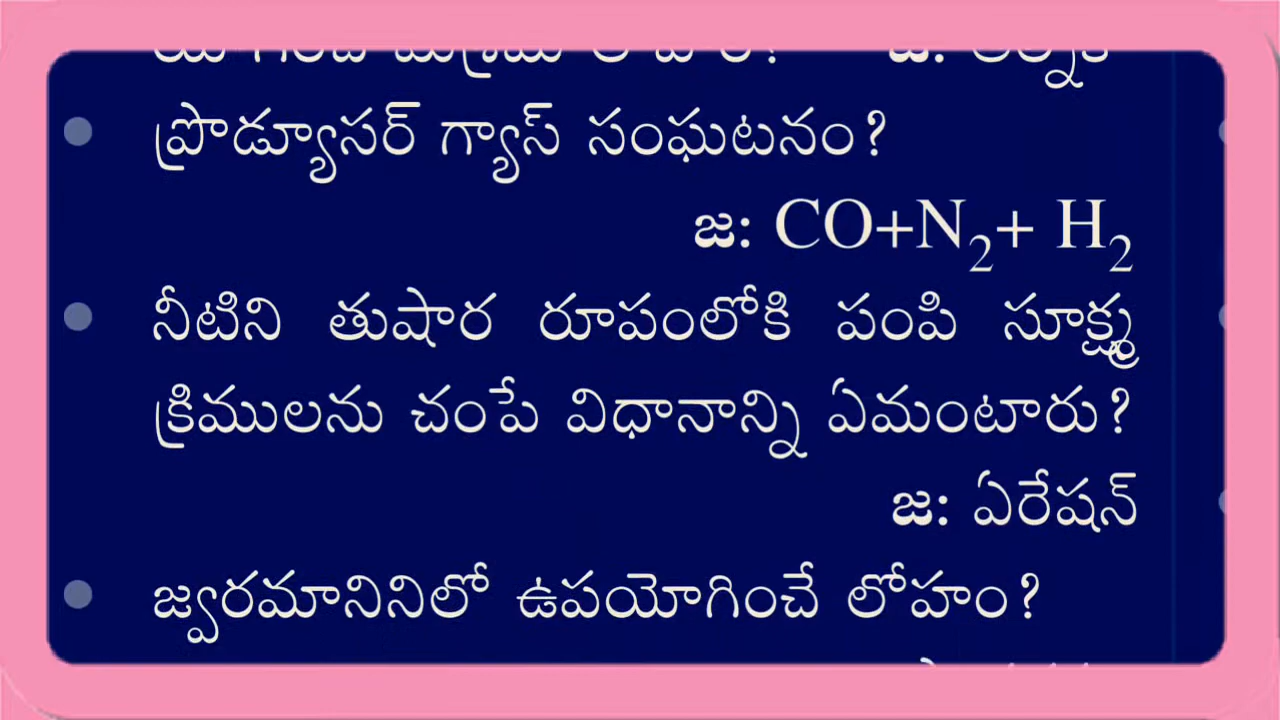 ప్రొడ్యూసర్ గ్యాస్ సంఘటనం?
జ: CO+N₂+ H₂
నీటిని తుషార రూపంలోకి పంపి సూక్ష్మ
క్రిములను చంపే విధానాన్ని ఏమంటారు?
జ: ఏరేషన్
జ్వరమానినిలో ఉపయోగించే లోహం?